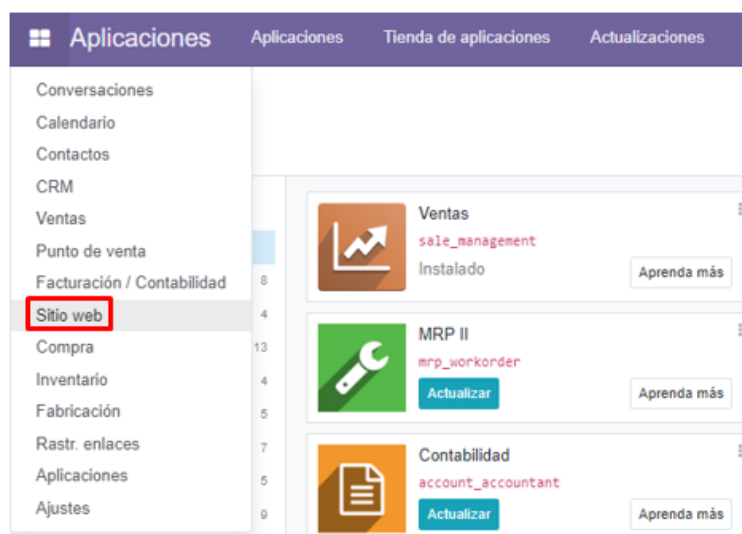 Aplicaciones Aplicaciones Tienda de aplicaciones Actualizaciones
Conversaciones
Calendario
Contactos
CRM
Ventas
Punto de venta
Facturación / Contabilidad 8
Sitio web 4
Compra 13
Inventario 4
Fabricación 5
Rastr. enlaces 7
Aplicaciones 5
Ajustes 9
Ventas
sale_management
Instalado Aprenda más
MRP II
mrp_workorder
Actualizar Aprenda más
Contabilidad
account_accountant
Actualizar Aprenda más